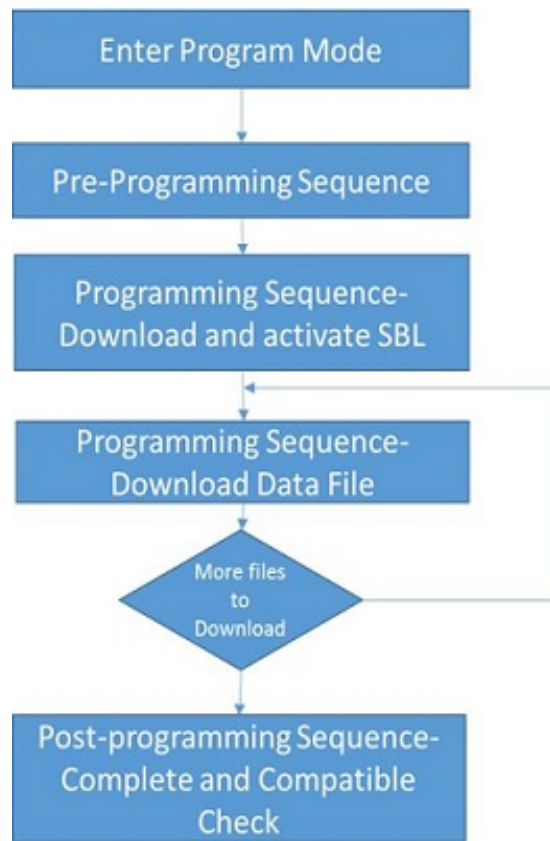 Enter Program Mode
Pre-Programming Sequence
Programming Sequence-
Download and activate SBL
Programming Sequence-
Download Data File
More files
to
Download
Post-programming Sequence-
Complete and Compatible
Check